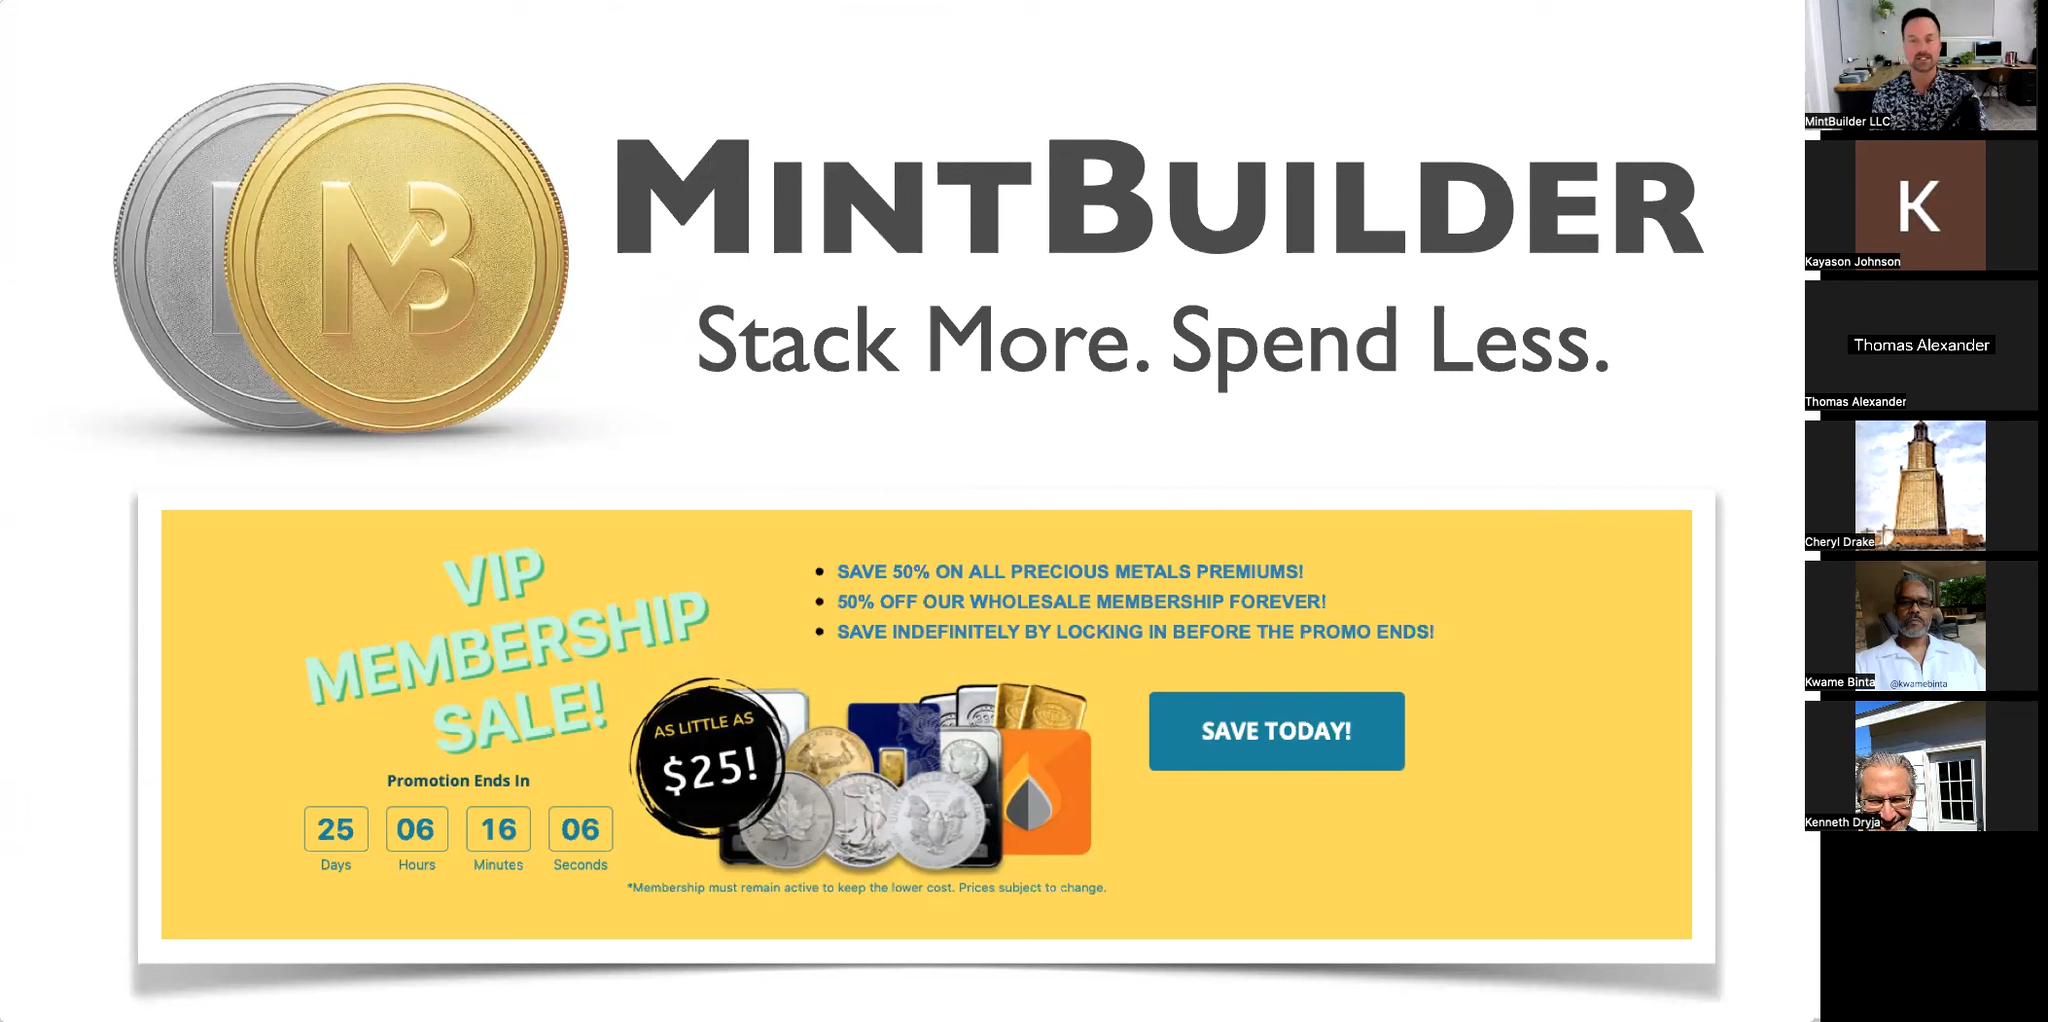 MB
MINTBUILDER
Stack More. Spend Less.
VIP
MEMBERSHIP
SALE!
Promotion Ends In
25 06 16 06
Days Hours Minutes Seconds
SAVE 50% ON ALL PRECIOUS METALS PREMIUMS!
50% OFF OUR WHOLESALE MEMBERSHIP FOREVER!
SAVE INDEFINITELY BY LOCKING IN BEFORE THE PROMO ENDS!
AS LITTLE AS
$25!
SAVE TODAY!
*Membership must remain active to keep the lower cost. Prices subject to change.
MintBuilder LLC
K
Kayason Johnson
Thomas Alexander
Thomas Alexander
Cheryl Drake
Kwame Binta
@kwamebinta
Kenneth Dryja